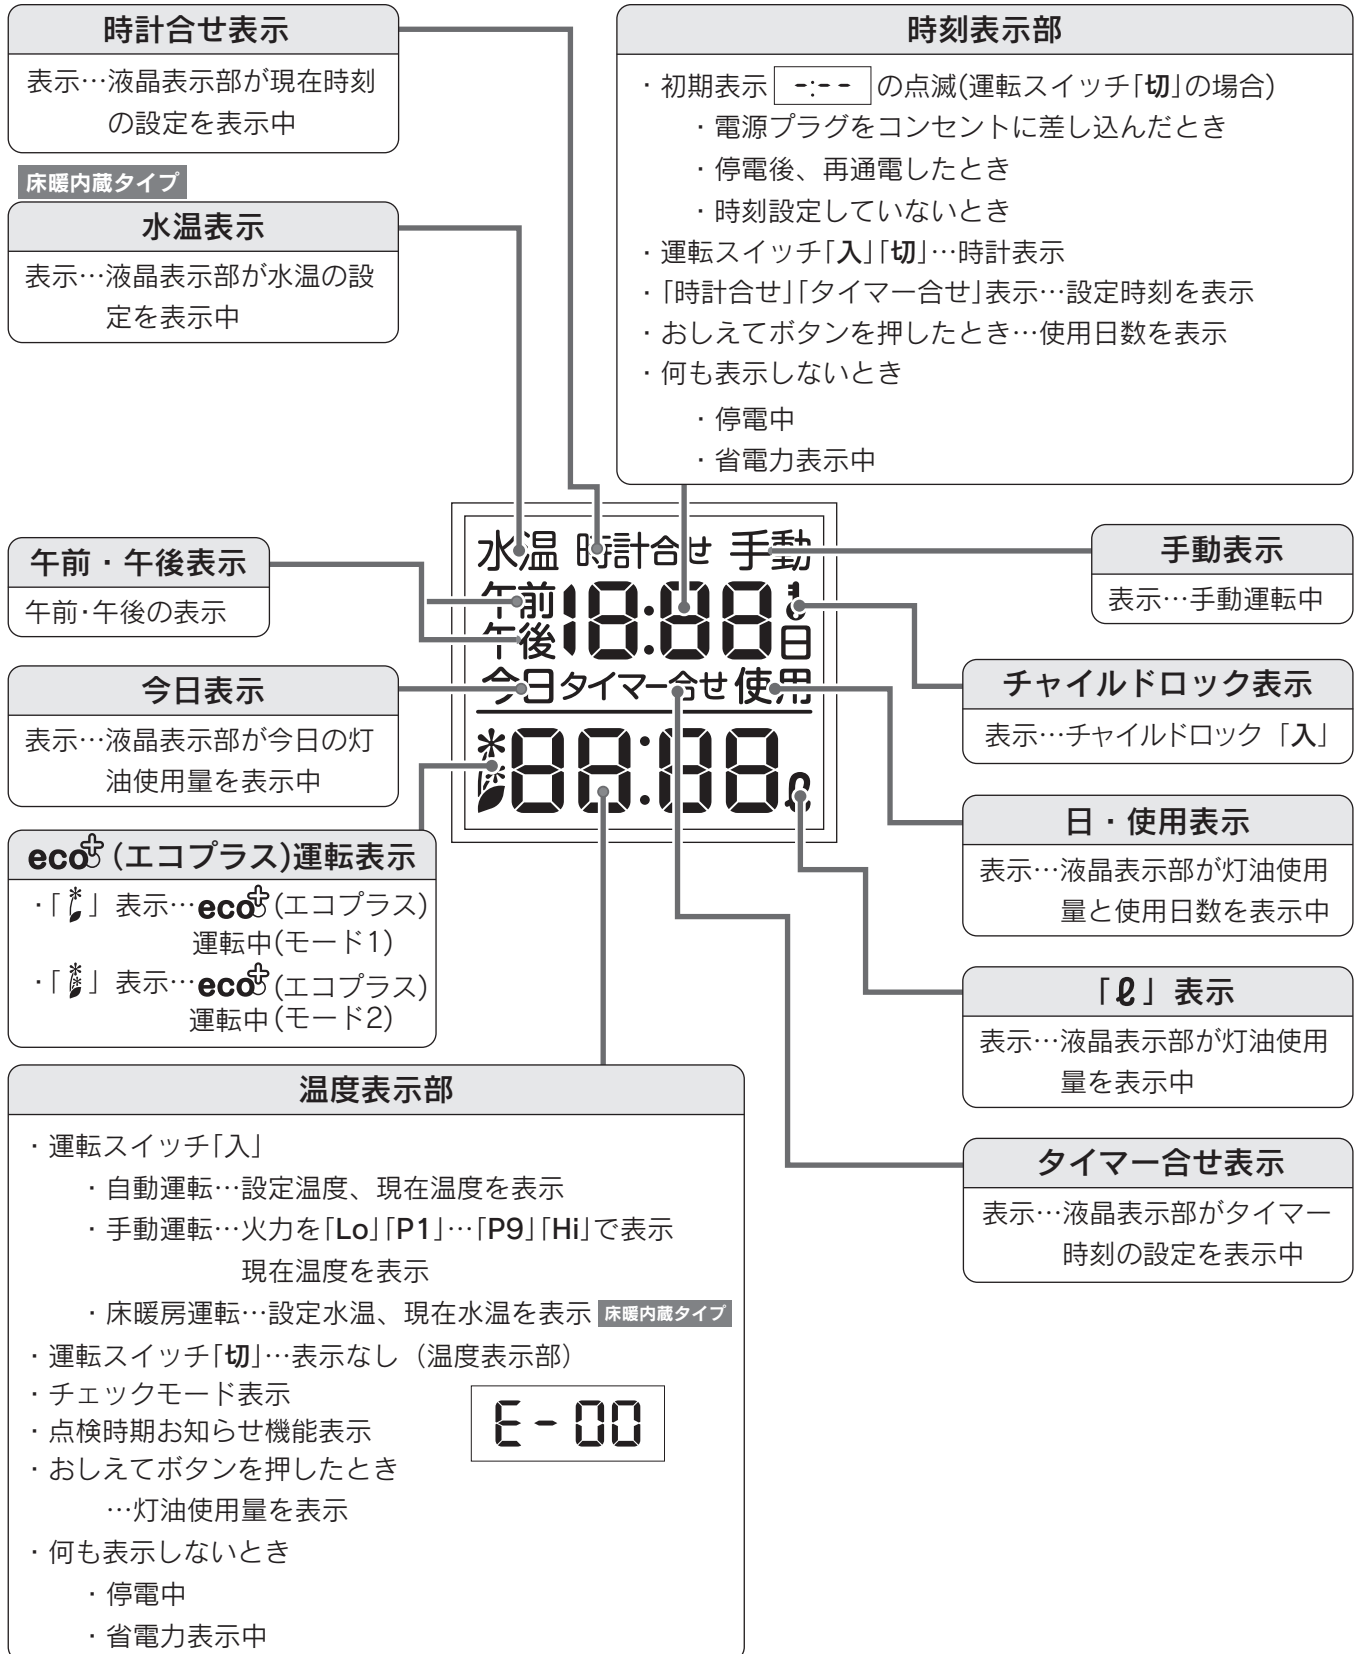 時計合せ表示
表示…液晶表示部が現在時刻
の設定を表示中
床暖内蔵タイプ
水温表示
表示…液晶表示部が水温の設
定を表示中
時刻表示部
・初期表示 -:-- の点滅(運転スイッチ｢切｣の場合)
・電源プラグをコンセントに差し込んだとき
・停電後、再通電したとき
・時刻設定していないとき
・運転スイッチ｢入｣｢切｣…時計表示
・｢時計合せ｣｢タイマー合せ｣表示…設定時刻を表示
・おしえてボタンを押したとき…使用日数を表示
・何も表示しないとき
・停電中
・省電力表示中
午前・午後表示
午前・午後の表示
今日表示
表示…液晶表示部が今日の灯
油使用量を表示中
水温 時計合せ 手動
午前
午後 18:88 日
今日タイマー合せ 使用
88:88 ℓ
手動表示
表示…手動運転中
チャイルドロック表示
表示…チャイルドロック「入」
日・使用表示
表示…液晶表示部が灯油使用
量と使用日数を表示中
「ℓ」表示
表示…液晶表示部が灯油使用
量を表示中
タイマー合せ表示
表示…液晶表示部がタイマー
時刻の設定を表示中
eco+(エコプラス)運転表示
・「 」表示…eco+(エコプラス)
運転中(モード1)
・「 」表示…eco+(エコプラス)
運転中(モード2)
温度表示部
・運転スイッチ｢入｣
・自動運転…設定温度、現在温度を表示
・手動運転…火力を｢Lo｣｢P1｣…｢P9｣｢Hi｣で表示
現在温度を表示
・床暖房運転…設定水温、現在水温を表示 床暖内蔵タイプ
・運転スイッチ｢切｣…表示なし（温度表示部）
・チェックモード表示
・点検時期お知らせ機能表示
E-00
・おしえてボタンを押したとき
…灯油使用量を表示
・何も表示しないとき
・停電中
・省電力表示中